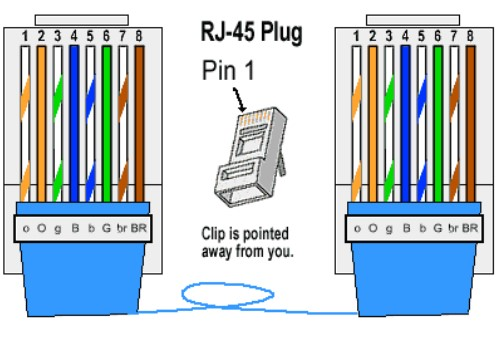 1 2 3 4 5 6 7 8
o O g B b G br BR
RJ-45 Plug
Pin 1
Clip is pointed
away from you.
1 2 3 4 5 6 7 8
o O g B b G br BR